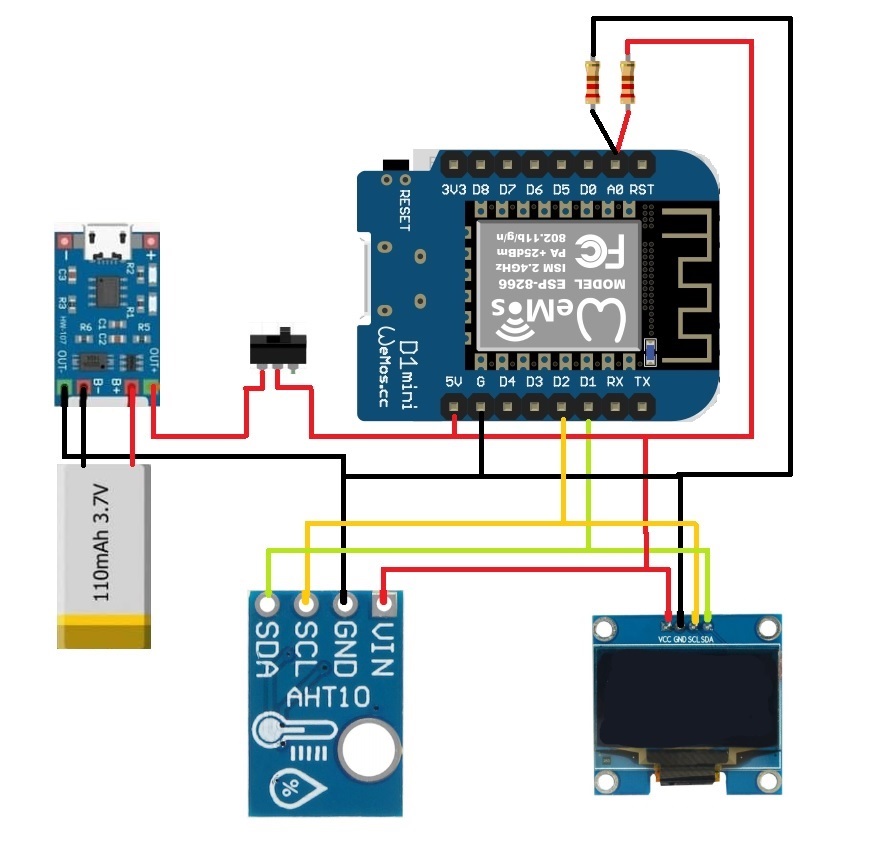 3V3 D8 D7 D6 D5 D0 A0 RST
RESET
MODEL ESP-8266
ISM 2.4GHz
PA +25dBm
802.11b/g/n
FC
WeMos
D1 mini
WeMos.cc
5V G D4 D3 D2 D1 RX TX
- +
C3
R2
R3
R1
HW-107
C1
C2
R6
R5
OUT-
B-
B+
OUT+
110mAh 3.7V
SDA
SCL
GND
VIN
AHT10
%
VCC GND SCL SDA